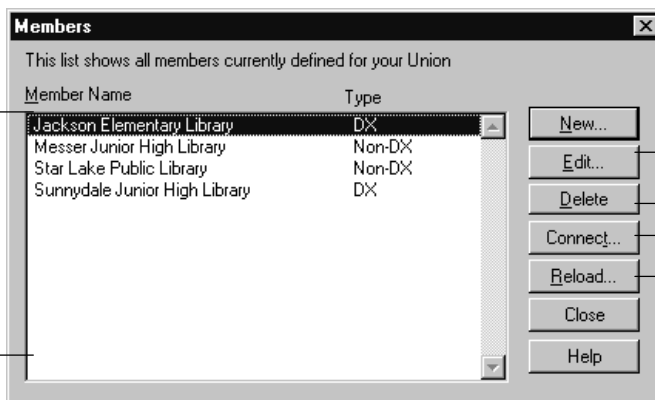 Members
This list shows all members currently defined for your Union
Member Name Type
Jackson Elementary Library DX
Messer Junior High Library Non-DX
Star Lake Public Library Non-DX
Sunnydale Junior High Library DX
New...
Edit...
Delete
Connect...
Reload...
Close
Help